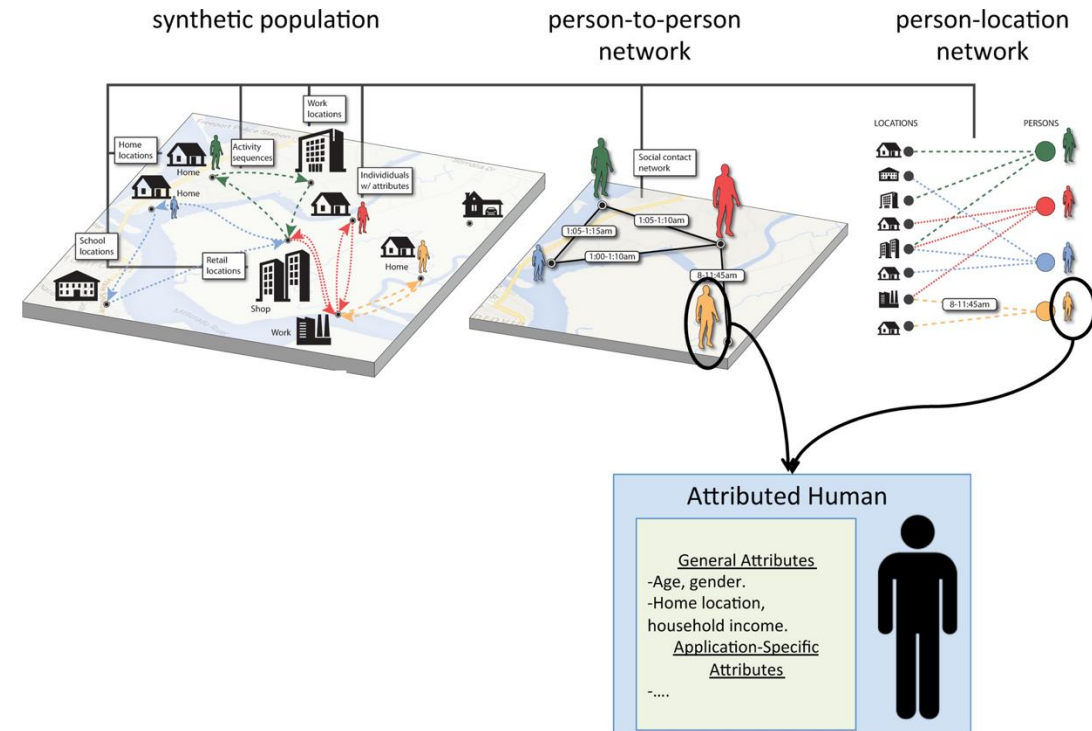 synthetic population
person-to-person
network
person-location
network
Work
locations
Home
locations
Activity
sequences
Home
Home
Individiduals
w/ attributes
School
locations
Retail
locations
Home
Shop
Work
Social contact
network
1:05-1:15am
1:05-1:10am
1:00-1:10am
8-11:45am
LOCATIONS
PERSONS
8-11:45am
Attributed Human
General Attributes
-Age, gender.
-Home location,
household income.
Application-Specific
Attributes
-....